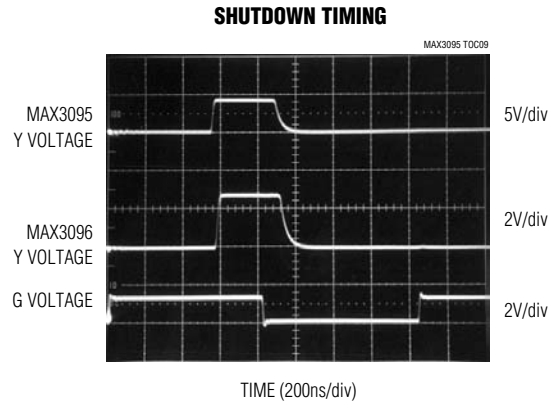 SHUTDOWN TIMING
MAX3095 TOC09
MAX3095
Y VOLTAGE
5V/div
MAX3096
Y VOLTAGE
2V/div
G VOLTAGE
2V/div
TIME (200ns/div)